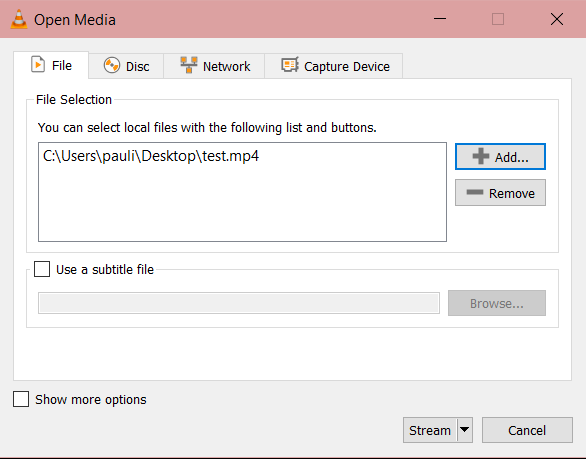 Open Media
File
Disc
Network
Capture Device
File Selection
You can select local files with the following list and buttons.
C:\Users\pauli\Desktop\test.mp4
Add...
Remove
Use a subtitle file
Browse...
Show more options
Stream
Cancel